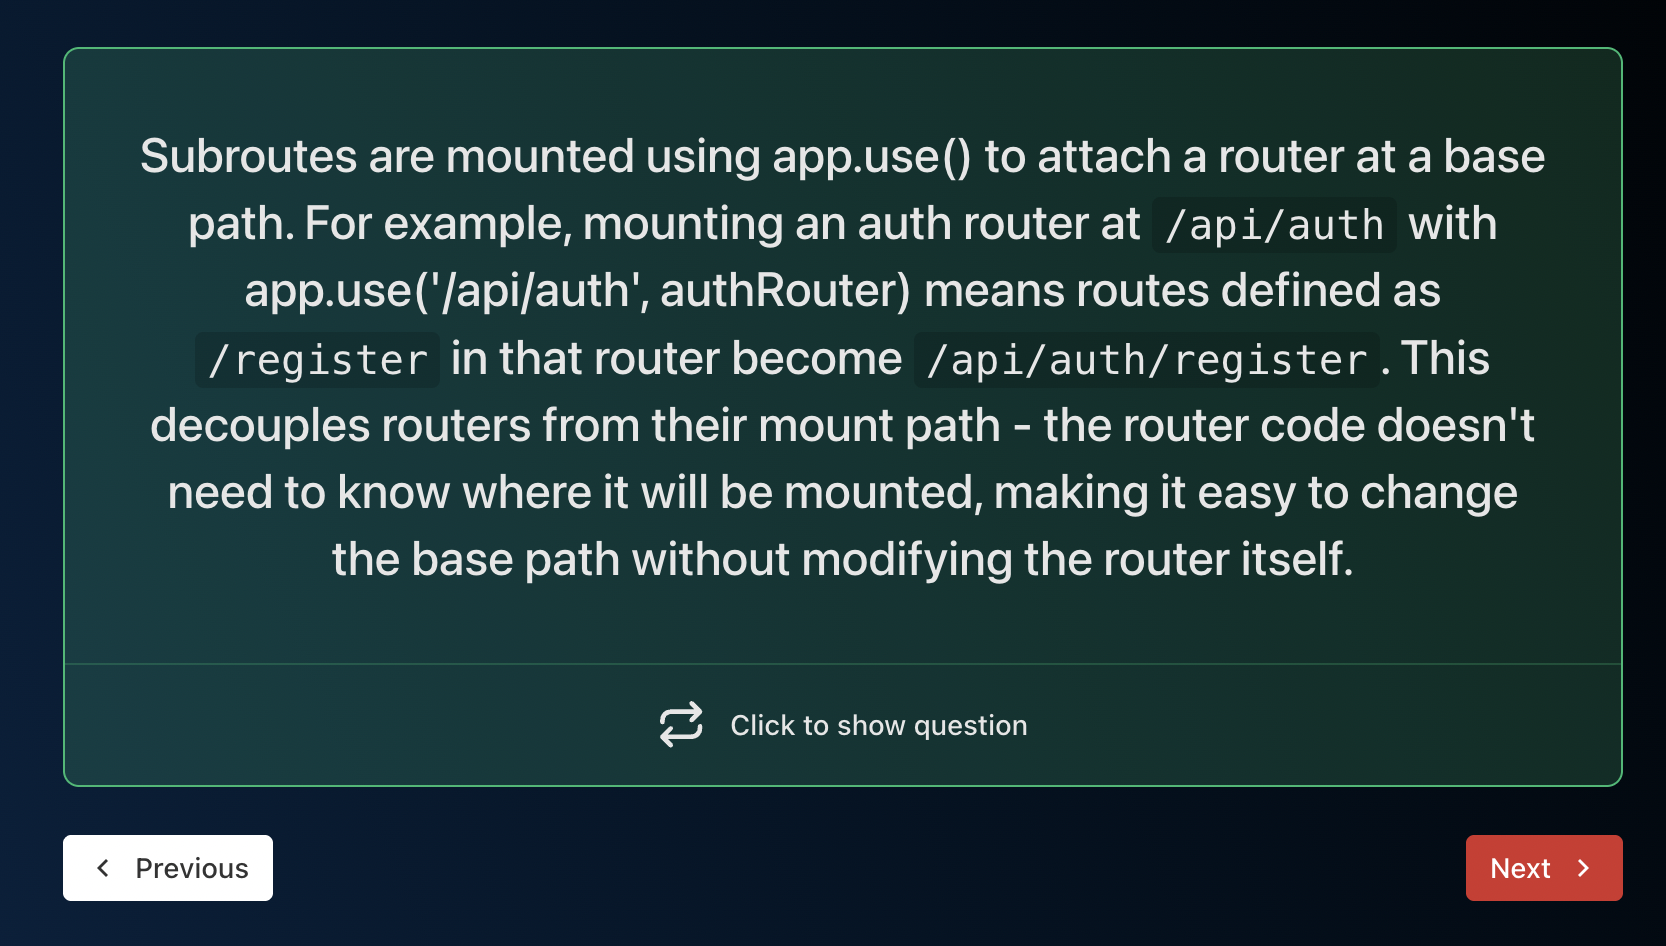 Subroutes are mounted using app.use() to attach a router at a base
path. For example, mounting an auth router at /api/auth with
app.use('/api/auth', authRouter) means routes defined as
/register in that router become /api/auth/register. This
decouples routers from their mount path - the router code doesn't
need to know where it will be mounted, making it easy to change
the base path without modifying the router itself.
Click to show question
Previous
Next